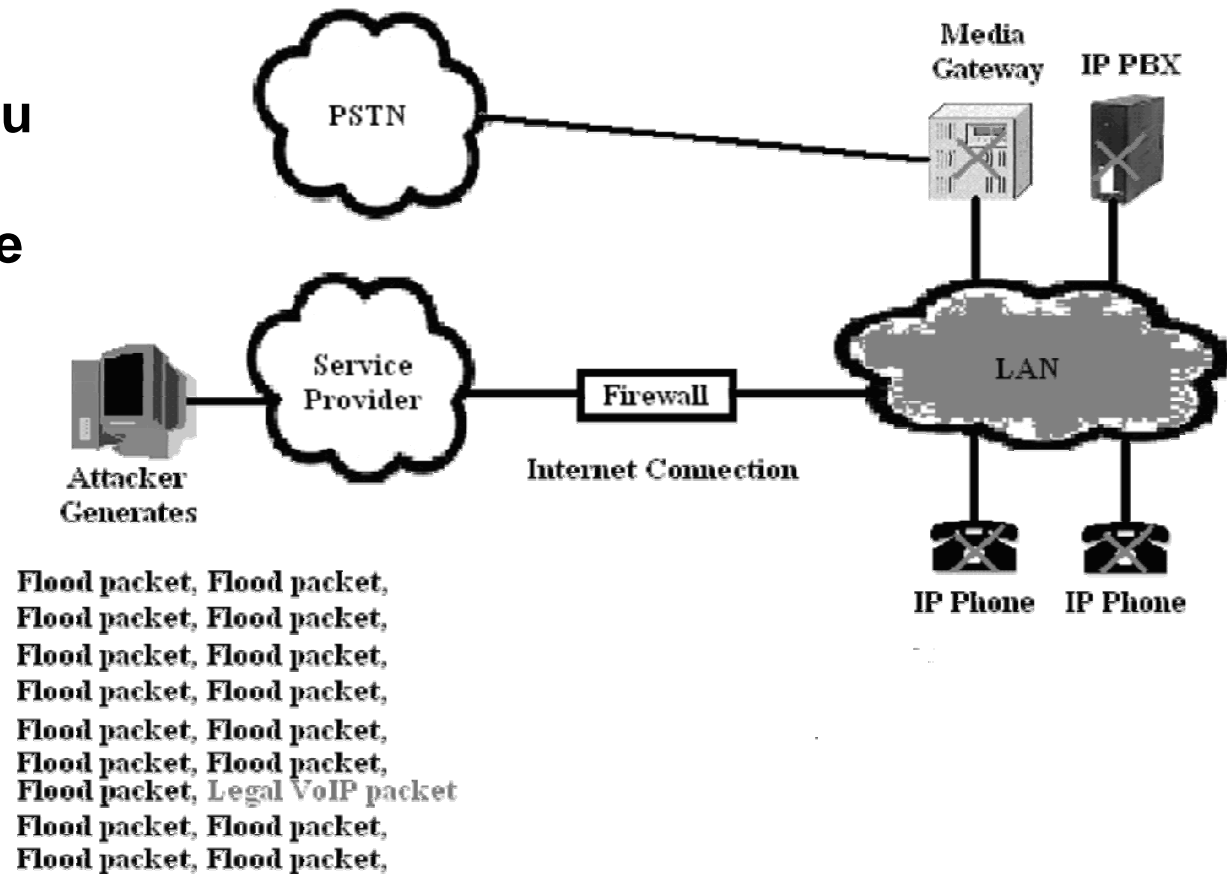 u
e
PSTN
Media
Gateway
IP PBX
Service
Provider
Firewall
LAN
Internet Connection
Attacker
Generates
IP Phone
IP Phone
Flood packet, Flood packet,
Flood packet, Flood packet,
Flood packet, Flood packet,
Flood packet, Flood packet,
Flood packet, Flood packet,
Flood packet, Flood packet,
Flood packet, Legal VoIP packet
Flood packet, Flood packet,
Flood packet, Flood packet,